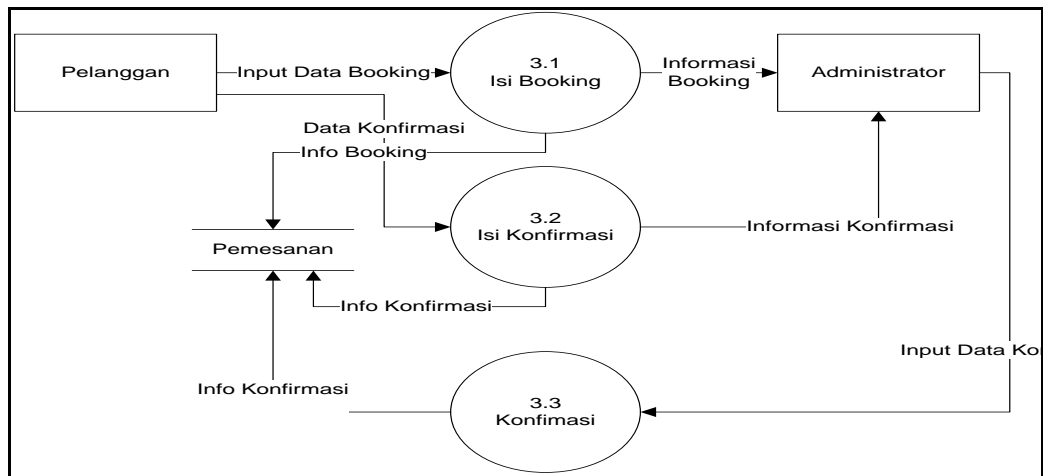 Pelanggan
Input Data Booking
3.1
Isi Booking
Informasi
Booking
Administrator
Data Konfirmasi
Info Booking
3.2
Isi Konfirmasi
Informasi Konfirmasi
Pemesanan
Info Konfirmasi
Input Data
Info Konfirmasi
3.3
Konfimasi